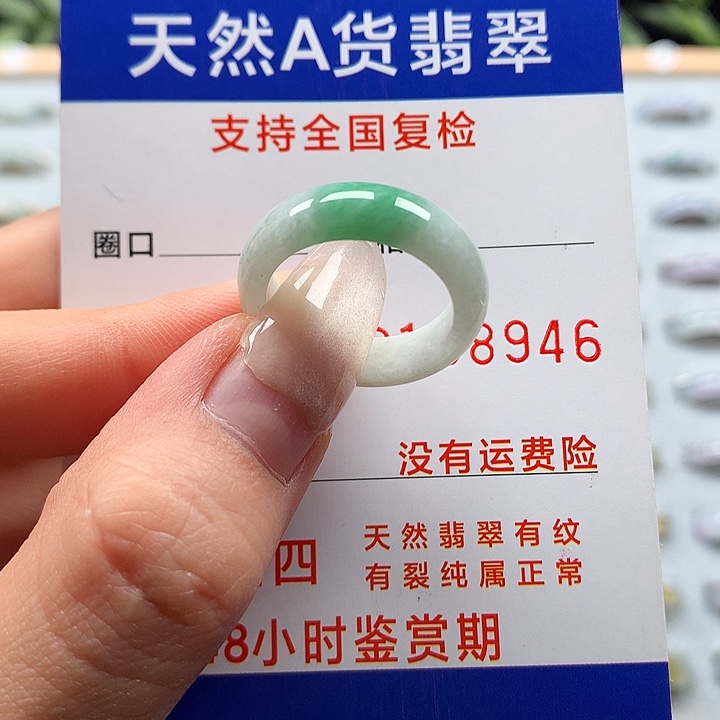 天然A货翡翠
支持全国复检
圈口
8946
没有运费险
四
天然翡翠有纹
有裂纯属正常
8小时鉴赏期